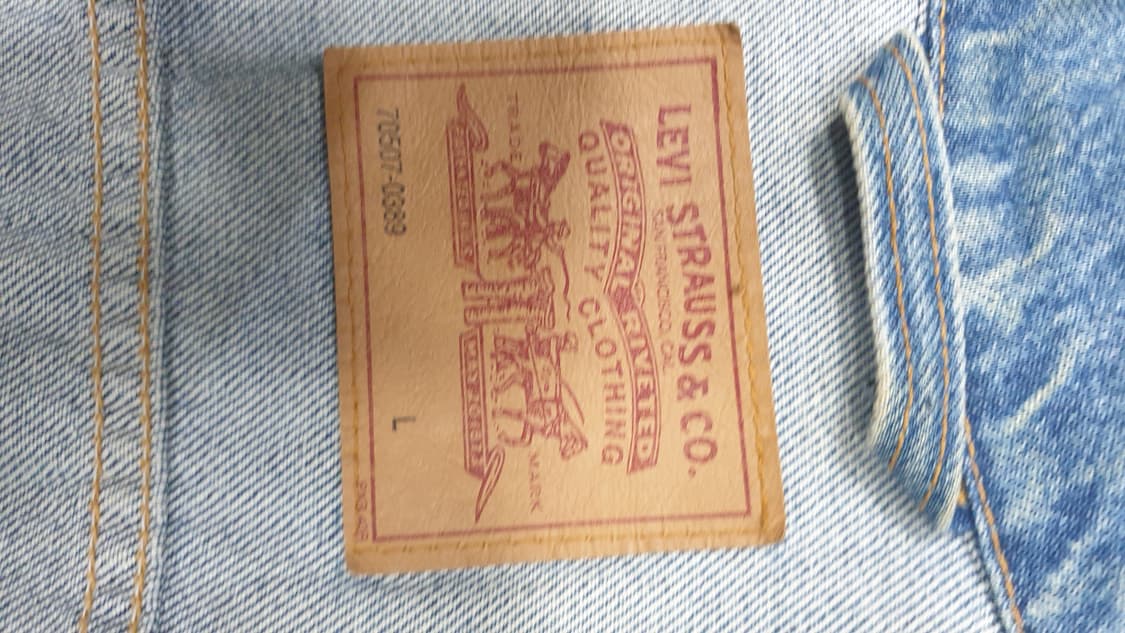 LEVI STRAUSS & CO.
SAN FRANCISCO, CAL.
ORIGINAL RIVETED
QUALITY CLOTHING
TRADE MARK
70507-0389
L